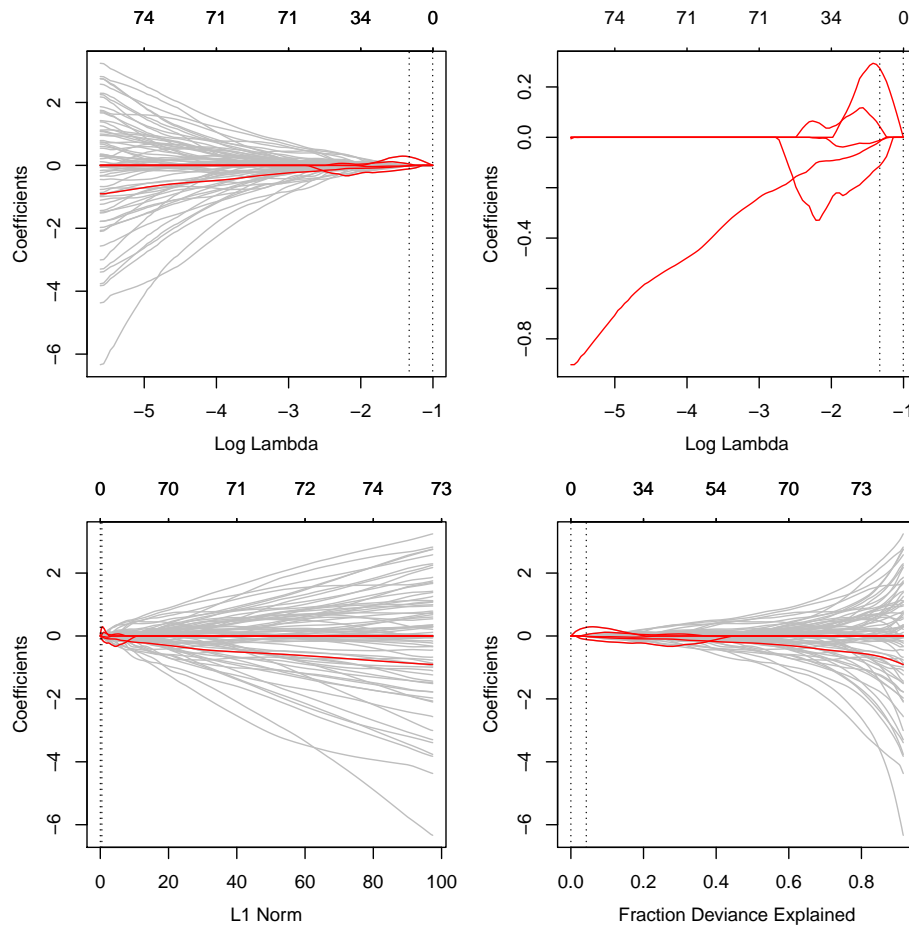 74 71 71 34 0
Coefficients
2
0
−2
−4
−6
−5 −4 −3 −2 −1
Log Lambda
74 71 71 34 0
Coefficients
0.2
0.0
−0.4
−0.8
−5 −4 −3 −2 −1
Log Lambda
0 70 71 72 74 73
Coefficients
2
0
−2
−4
−6
0 20 40 60 80 100
L1 Norm
0 34 54 70 73
Coefficients
2
0
−2
−4
−6
0.0 0.2 0.4 0.6 0.8
Fraction Deviance Explained